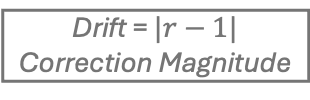 Drift = |r − 1|
Correction Magnitude